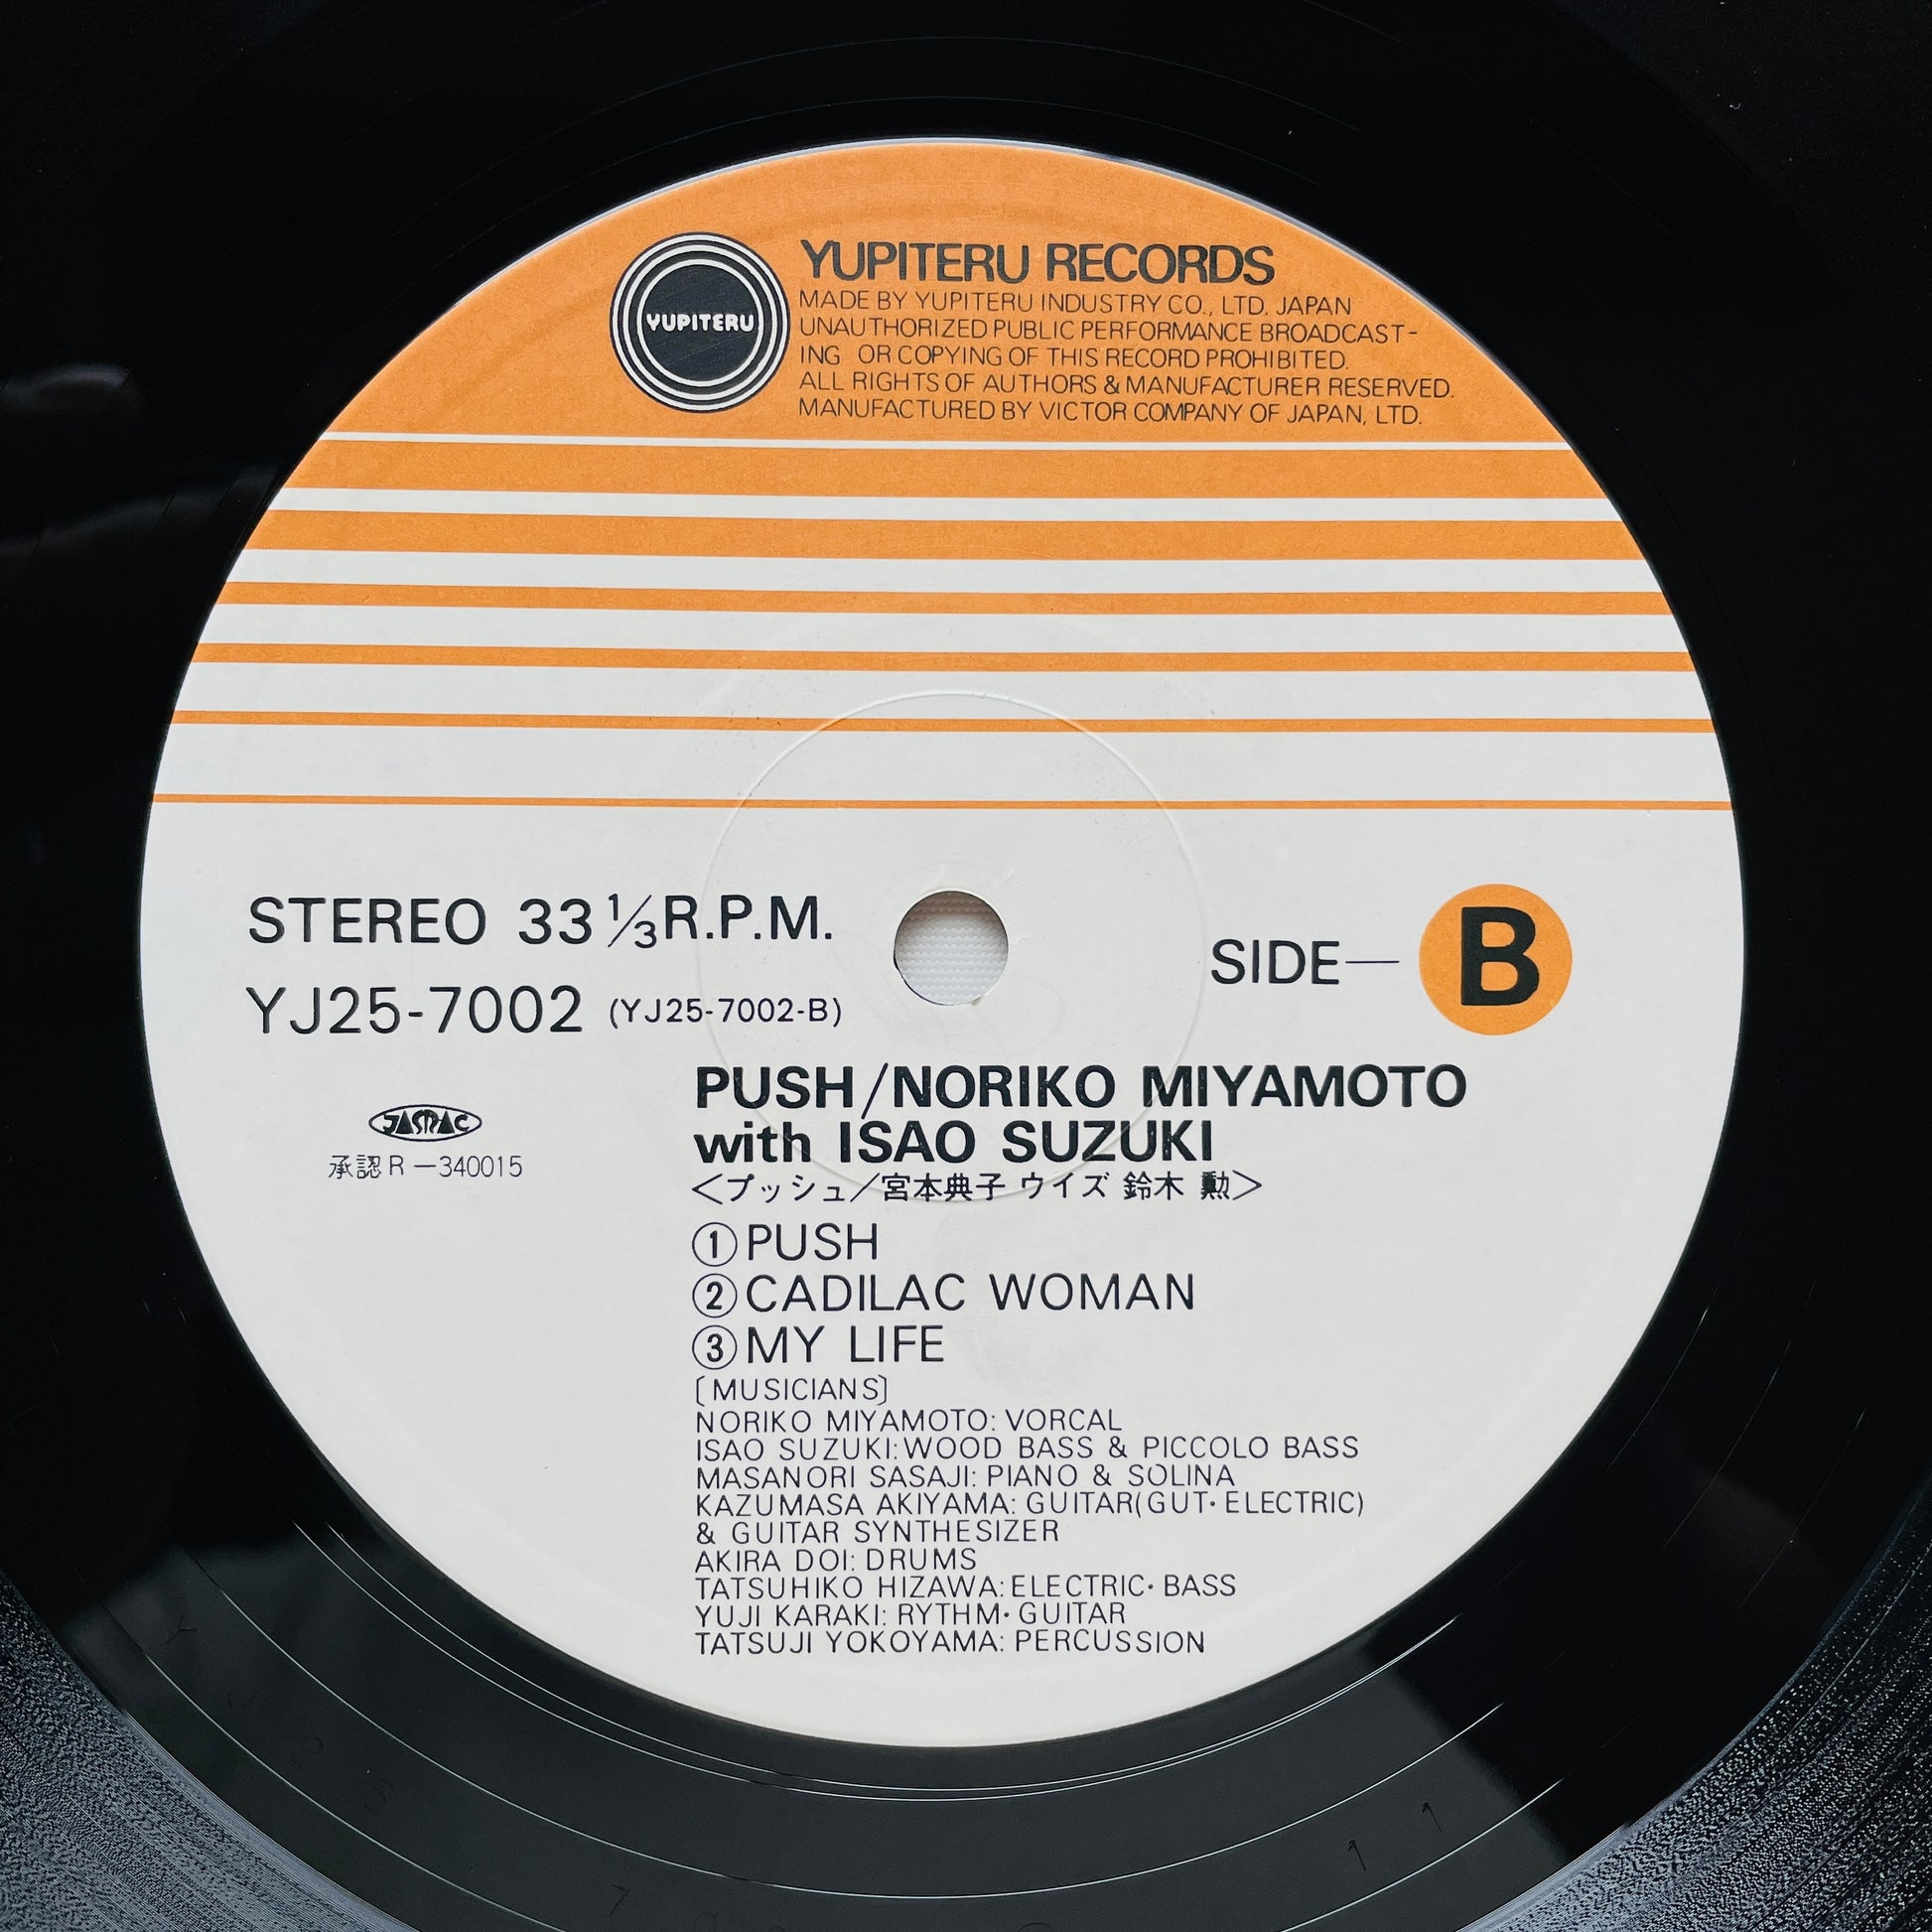 YUPITERU
YUPITERU RECORDS
MADE BY YUPITERU INDUSTRY CO., LTD. JAPAN
UNAUTHORIZED PUBLIC PERFORMANCE BROADCAST-
ING OR COPYING OF THIS RECORD PROHIBITED.
ALL RIGHTS OF AUTHORS & MANUFACTURER RESERVED.
MANUFACTURED BY VICTOR COMPANY OF JAPAN, LTD.
STEREO 33 ⅓ R.P.M.
SIDE— B
YJ25-7002 (YJ25-7002-B)
JASRAC
承認 R-340015
PUSH/NORIKO MIYAMOTO
with ISAO SUZUKI
<プッシュ/宮本典子 ウイズ 鈴木 勲>
①PUSH
②CADILAC WOMAN
③MY LIFE
[MUSICIANS]
NORIKO MIYAMOTO: VORCAL
ISAO SUZUKI: WOOD BASS & PICCOLO BASS
MASANORI SASAJI: PIANO & SOLINA
KAZUMASA AKIYAMA: GUITAR(GUT・ELECTRIC)
& GUITAR SYNTHESIZER
AKIRA DOI: DRUMS
TATSUHIKO HIZAWA: ELECTRIC・BASS
YUJI KARAKI: RYTHM・GUITAR
TATSUJI YOKOYAMA: PERCUSSION